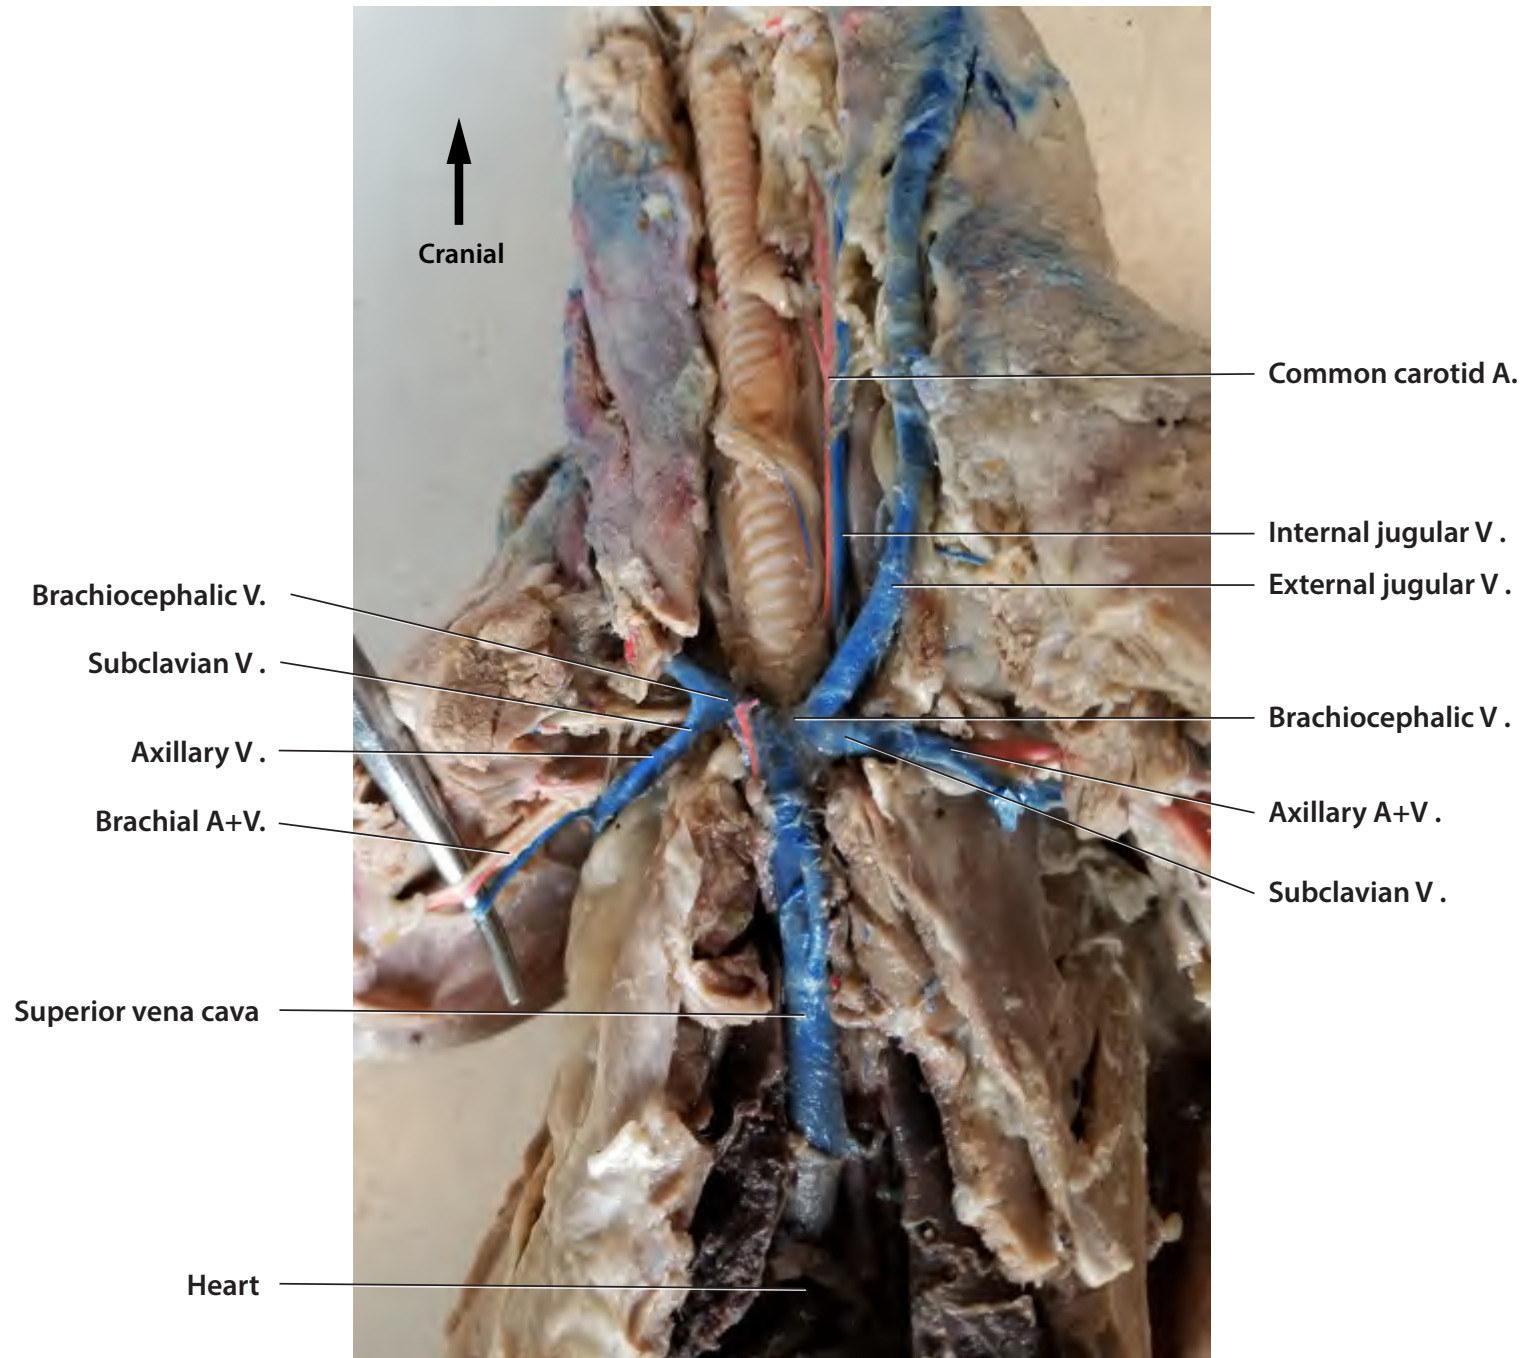 Cranial
Common carotid A.
Internal jugular V .
External jugular V .
Brachiocephalic V.
Subclavian V .
Brachiocephalic V .
Axillary V .
Axillary A+V .
Brachial A+V.
Subclavian V .
Superior vena cava
Heart